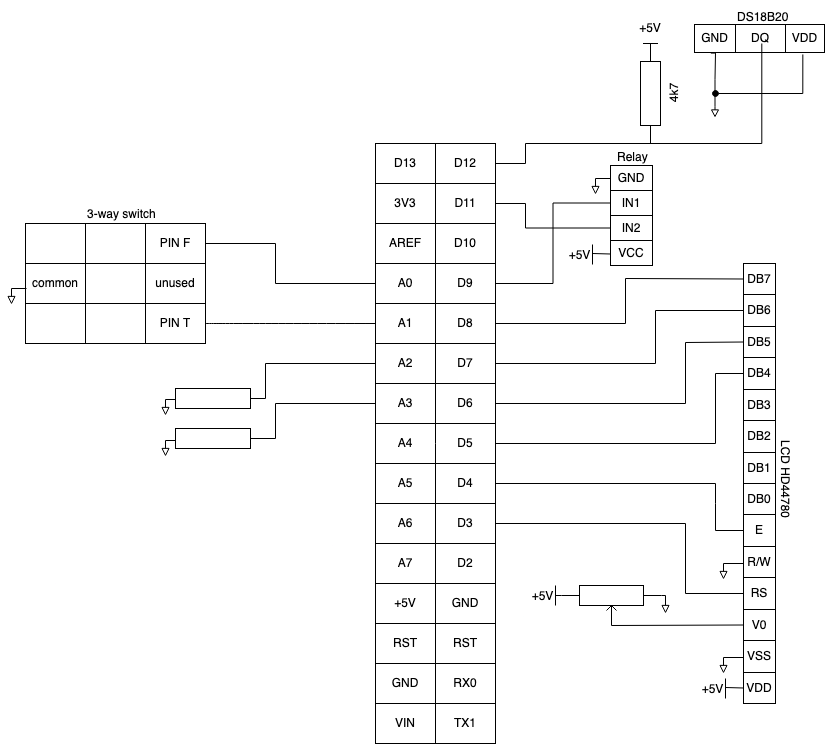 DS18B20
GND DQ VDD
+5V
4k7
Relay
GND
IN1
IN2
+5V VCC
3-way switch
PIN F
common unused
PIN T
D13 D12
3V3 D11
AREF D10
A0 D9
A1 D8
A2 D7
A3 D6
A4 D5
A5 D4
A6 D3
A7 D2
+5V GND
RST RST
GND RX0
VIN TX1
DB7
DB6
DB5
DB4
DB3
DB2
DB1
DB0
E
R/W
RS
V0
VSS
+5V VDD
LCD HD44780
+5V